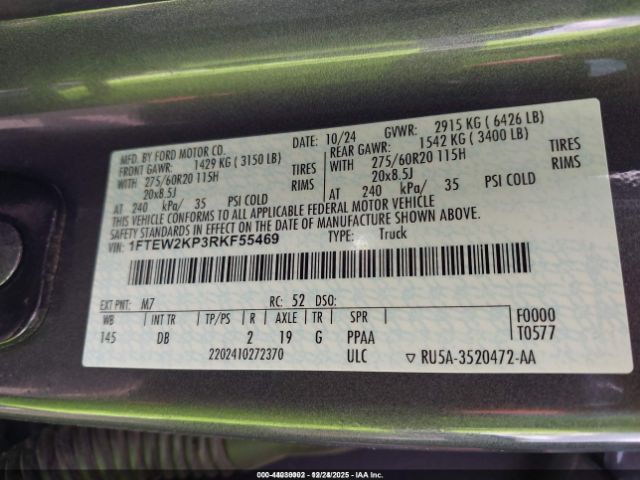 MFD. BY FORD MOTOR CO.
DATE: 10/24 GVWR: 2915 KG ( 6426 LB)
FRONT GAWR: 1429 KG ( 3150 LB) REAR GAWR: 1542 KG ( 3400 LB)
WITH 275/60R20 115H TIRES WITH 275/60R20 115H TIRES
20x8.5J RIMS 20x8.5J RIMS
AT 240 kPa/ 35 PSI COLD AT 240 kPa/ 35 PSI COLD
THIS VEHICLE CONFORMS TO ALL APPLICABLE FEDERAL MOTOR VEHICLE
SAFETY STANDARDS IN EFFECT ON THE DATE OF MANUFACTURE SHOWN ABOVE.
VIN: 1FTEW2KP3RKF55469 TYPE: Truck
EXT PNT: M7 RC: 52 DSO:
WB INT TR TP/PS R AXLE TR SPR F0000
145 DB 2 19 G PPAA T0577
2202410272370 ULC ▽ RU5A-3520472-AA
12/24/2025 - IAA Inc.